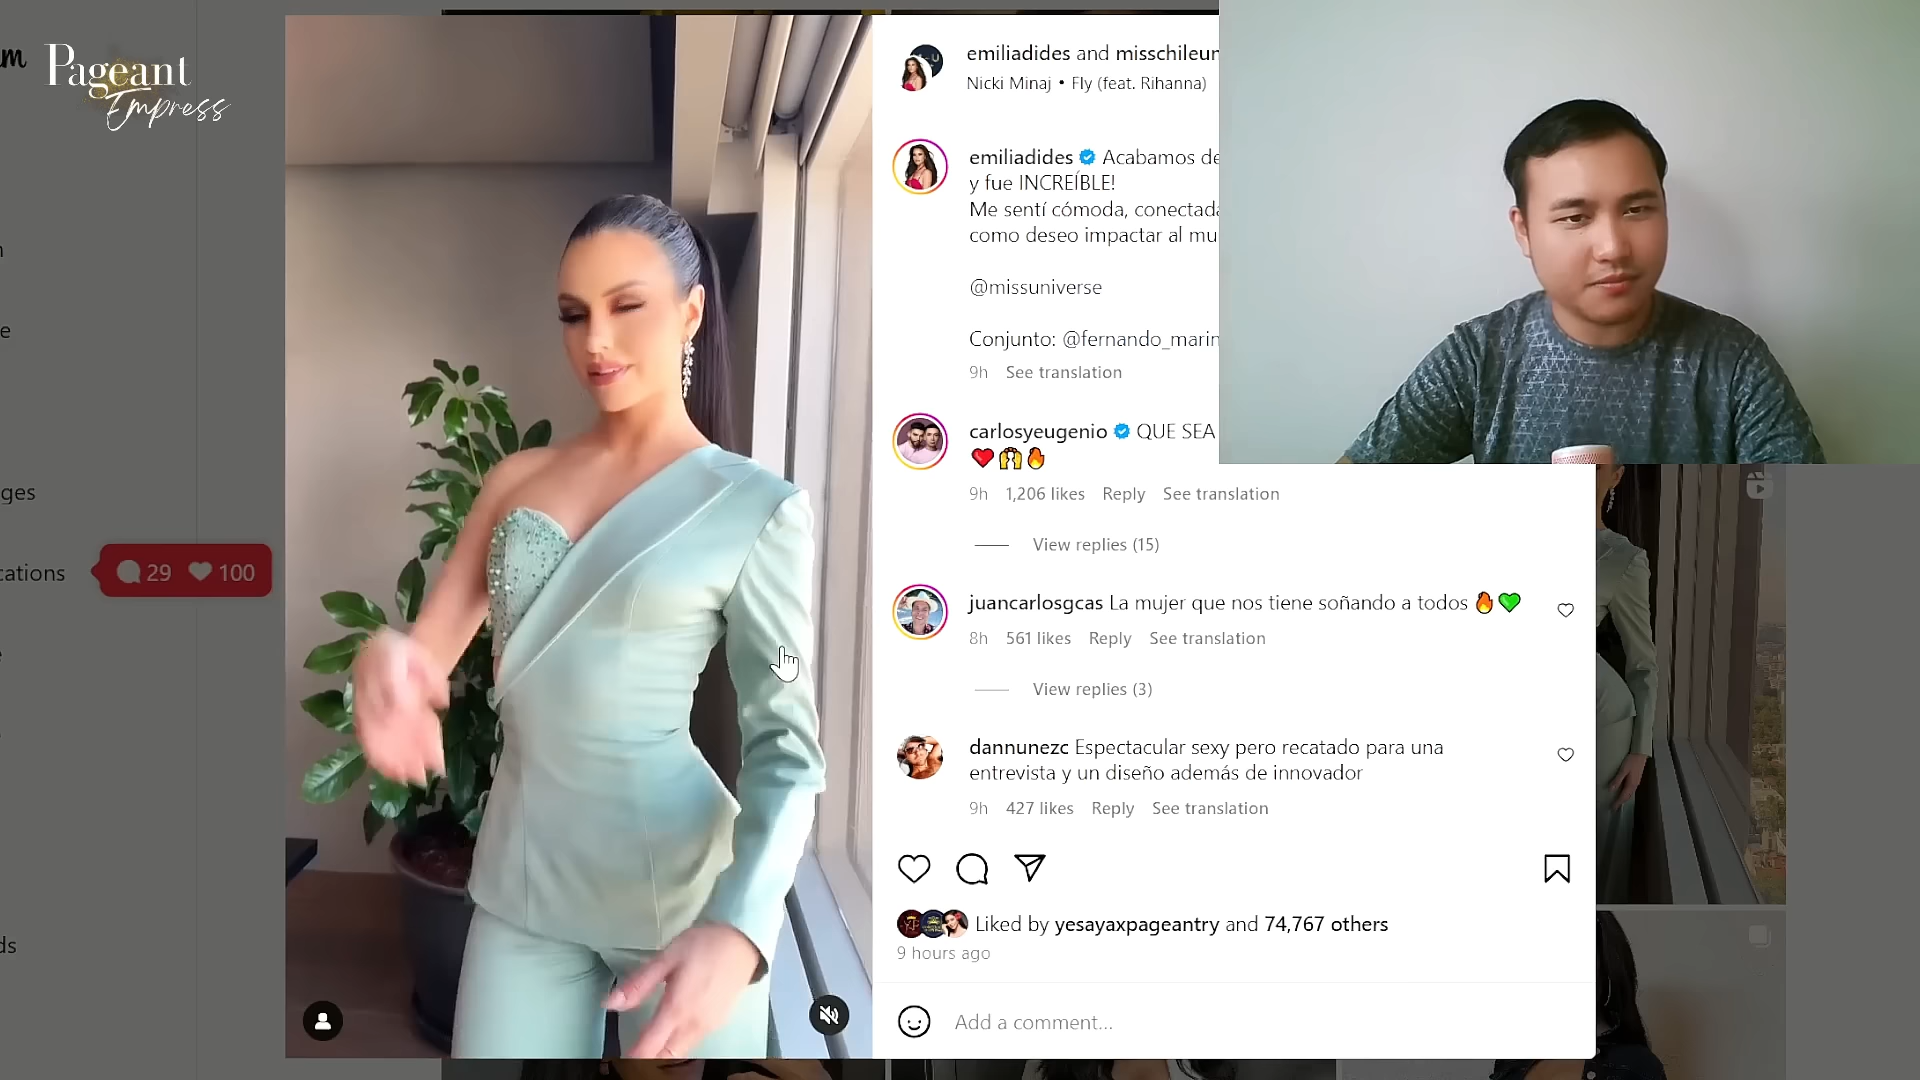 m
Pageant
Empress
ges
cations
29 100
ds
emiliadides and misschileun
Nicki Minaj • Fly (feat. Rihanna)
emiliadides Acabamos de
y fue INCREÍBLE!
Me sentí cómoda, conectada
como deseo impactar al mu
@missuniverse
Conjunto: @fernando_marin
9h See translation
carlosyeugenio QUE SEA
❤️🙌🔥
9h 1,206 likes Reply See translation
View replies (15)
juancarlosgcas La mujer que nos tiene soñando a todos 🔥💚
8h 561 likes Reply See translation
View replies (3)
dannunezc Espectacular sexy pero recatado para una
entrevista y un diseño además de innovador
9h 427 likes Reply See translation
Liked by yesayaxpageantry and 74,767 others
9 hours ago
Add a comment...